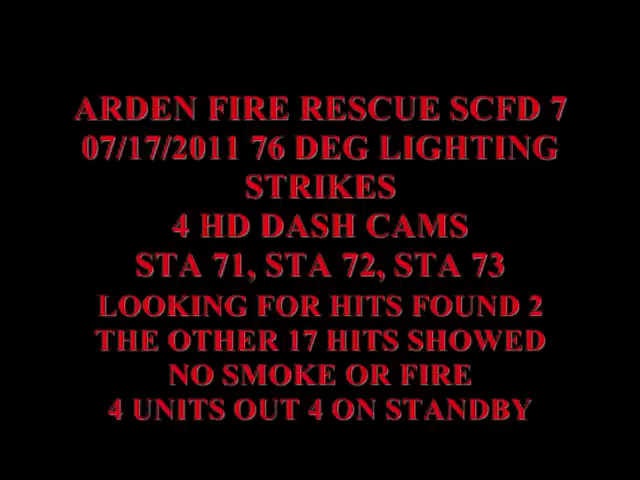 ARDEN FIRE RESCUE SCFD 7
07/17/2011 76 DEG LIGHTING
STRIKES
4 HD DASH CAMS
STA 71, STA 72, STA 73
LOOKING FOR HITS FOUND 2
THE OTHER 17 HITS SHOWED
NO SMOKE OR FIRE
4 UNITS OUT 4 ON STANDBY